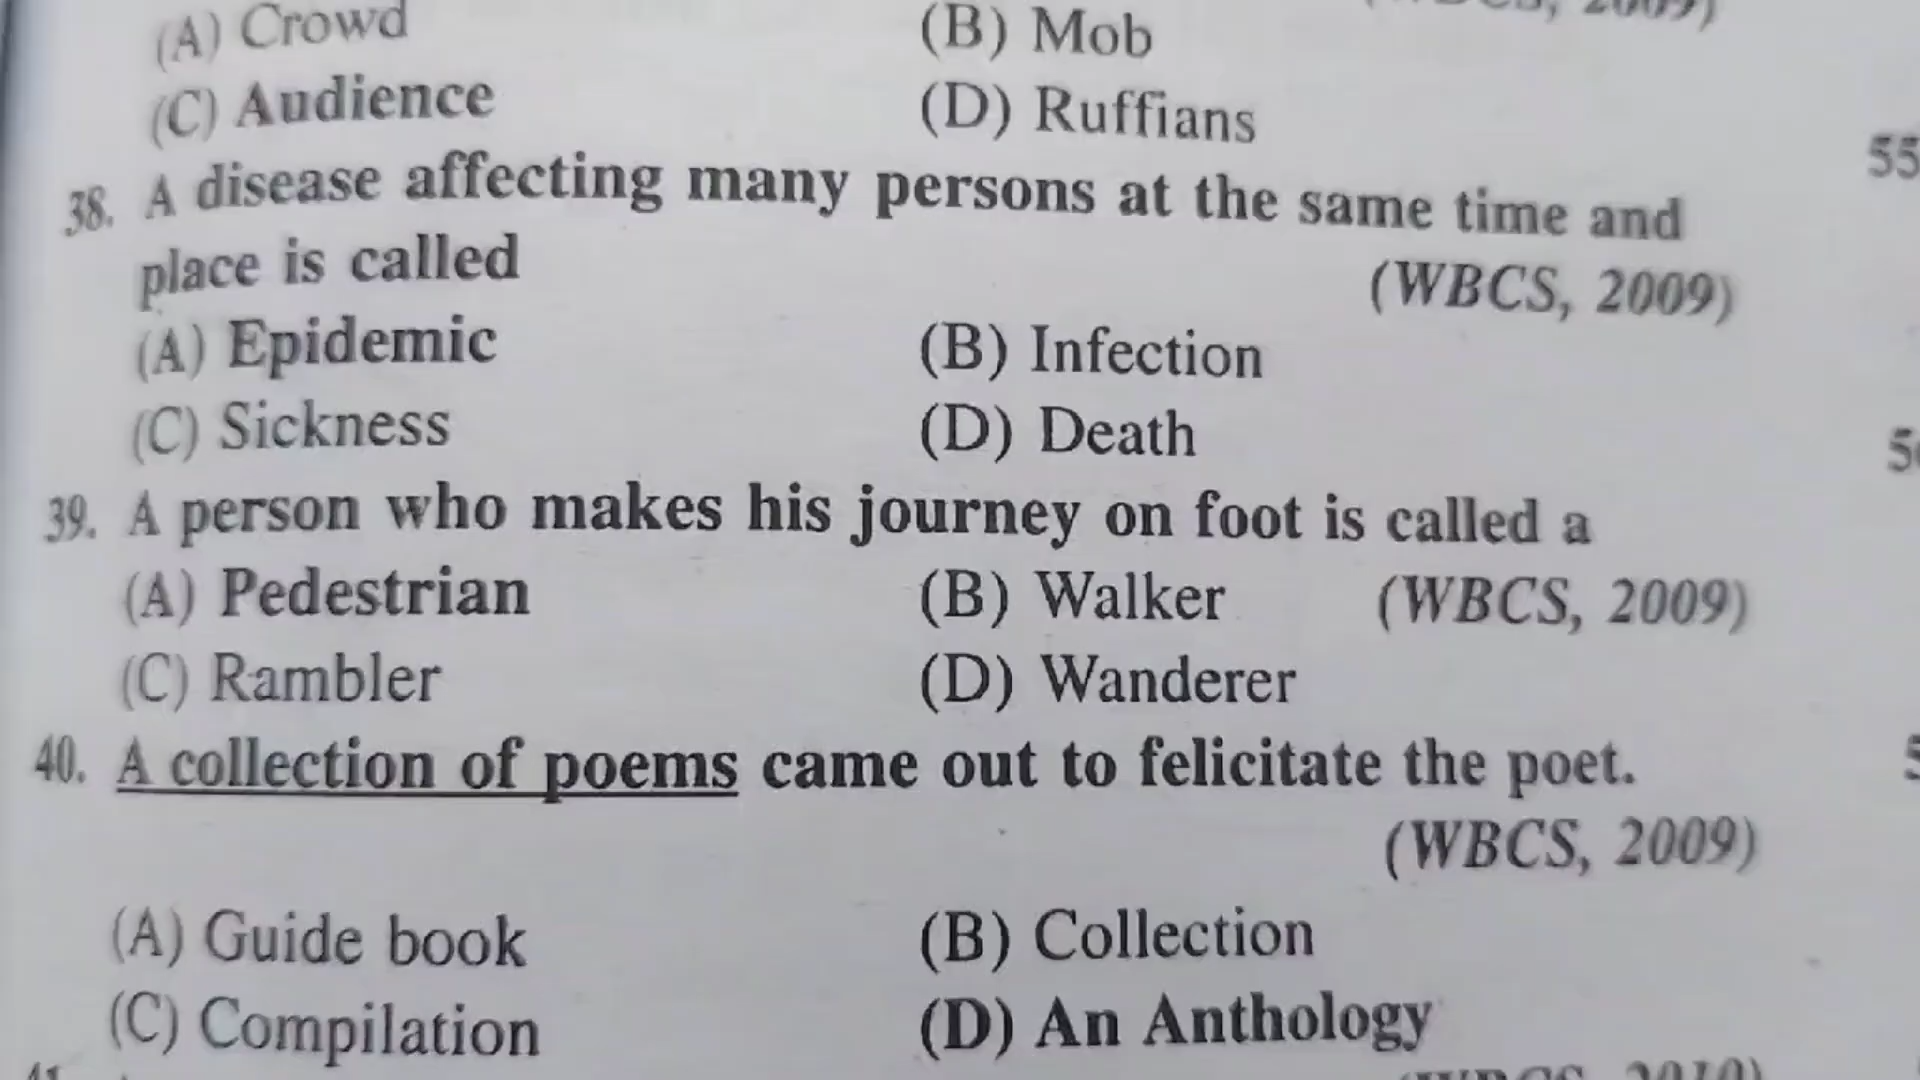 (A) Crowd (B) Mob
(C) Audience (D) Ruffians
38. A disease affecting many persons at the same time and
place is called (WBCS, 2009)
(A) Epidemic (B) Infection
(C) Sickness (D) Death
39. A person who makes his journey on foot is called a
(A) Pedestrian (B) Walker (WBCS, 2009)
(C) Rambler (D) Wanderer
40. A collection of poems came out to felicitate the poet.
(WBCS, 2009)
(A) Guide book (B) Collection
(C) Compilation (D) An Anthology
55